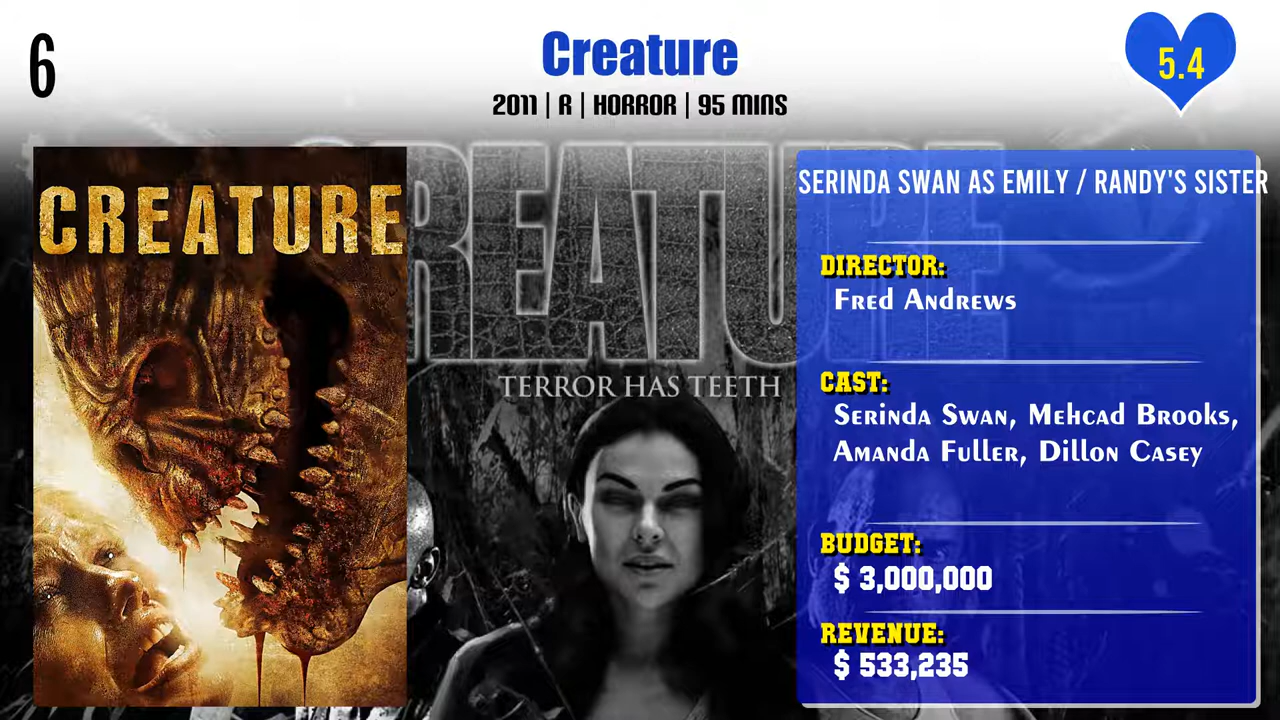 6
Creature
5.4
2011 | R | HORROR | 95 MINS
CREATURE
CREATURE
TERROR HAS TEETH
SERINDA SWAN AS EMILY / RANDY'S SISTER
DIRECTOR:
Fred Andrews
CAST:
Serinda Swan, Mehcad Brooks,
Amanda Fuller, Dillon Casey
BUDGET:
$ 3,000,000
REVENUE:
$ 533,235